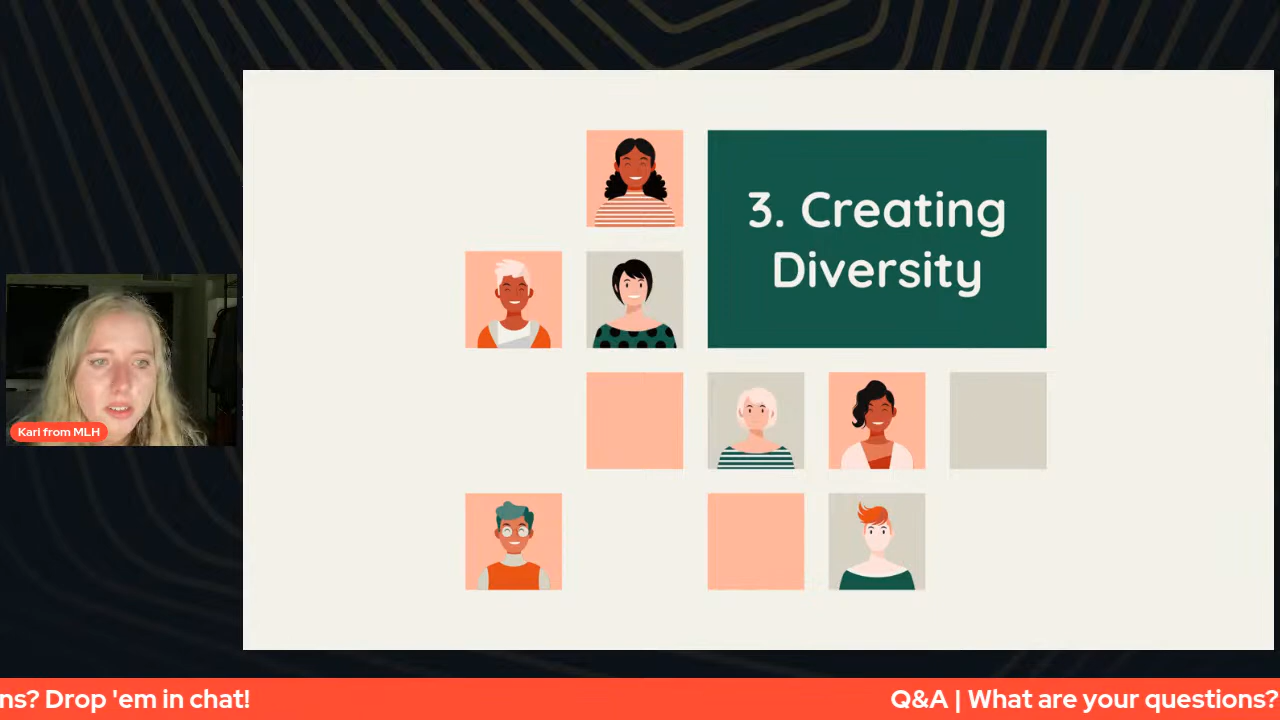 3. Creating
Diversity
Karl from MLH
ns? Drop 'em in chat!
Q&A | What are your questions?